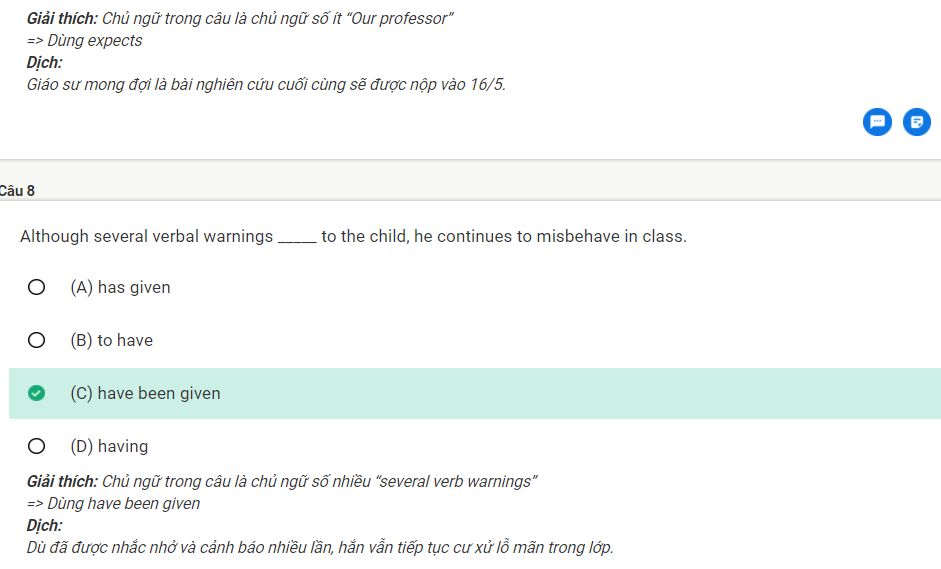 Giải thích: Chủ ngữ trong câu là chủ ngữ số ít “Our professor”
=> Dùng expects
Dịch:
Giáo sư mong đợi là bài nghiên cứu cuối cùng sẽ được nộp vào 16/5.
Câu 8
Although several verbal warnings _____ to the child, he continues to misbehave in class.
(A) has given
(B) to have
(C) have been given
(D) having
Giải thích: Chủ ngữ trong câu là chủ ngữ số nhiều “several verb warnings”
=> Dùng have been given
Dịch:
Dù đã được nhắc nhở và cảnh báo nhiều lần, hắn vẫn tiếp tục cư xử lỗ mãn trong lớp.